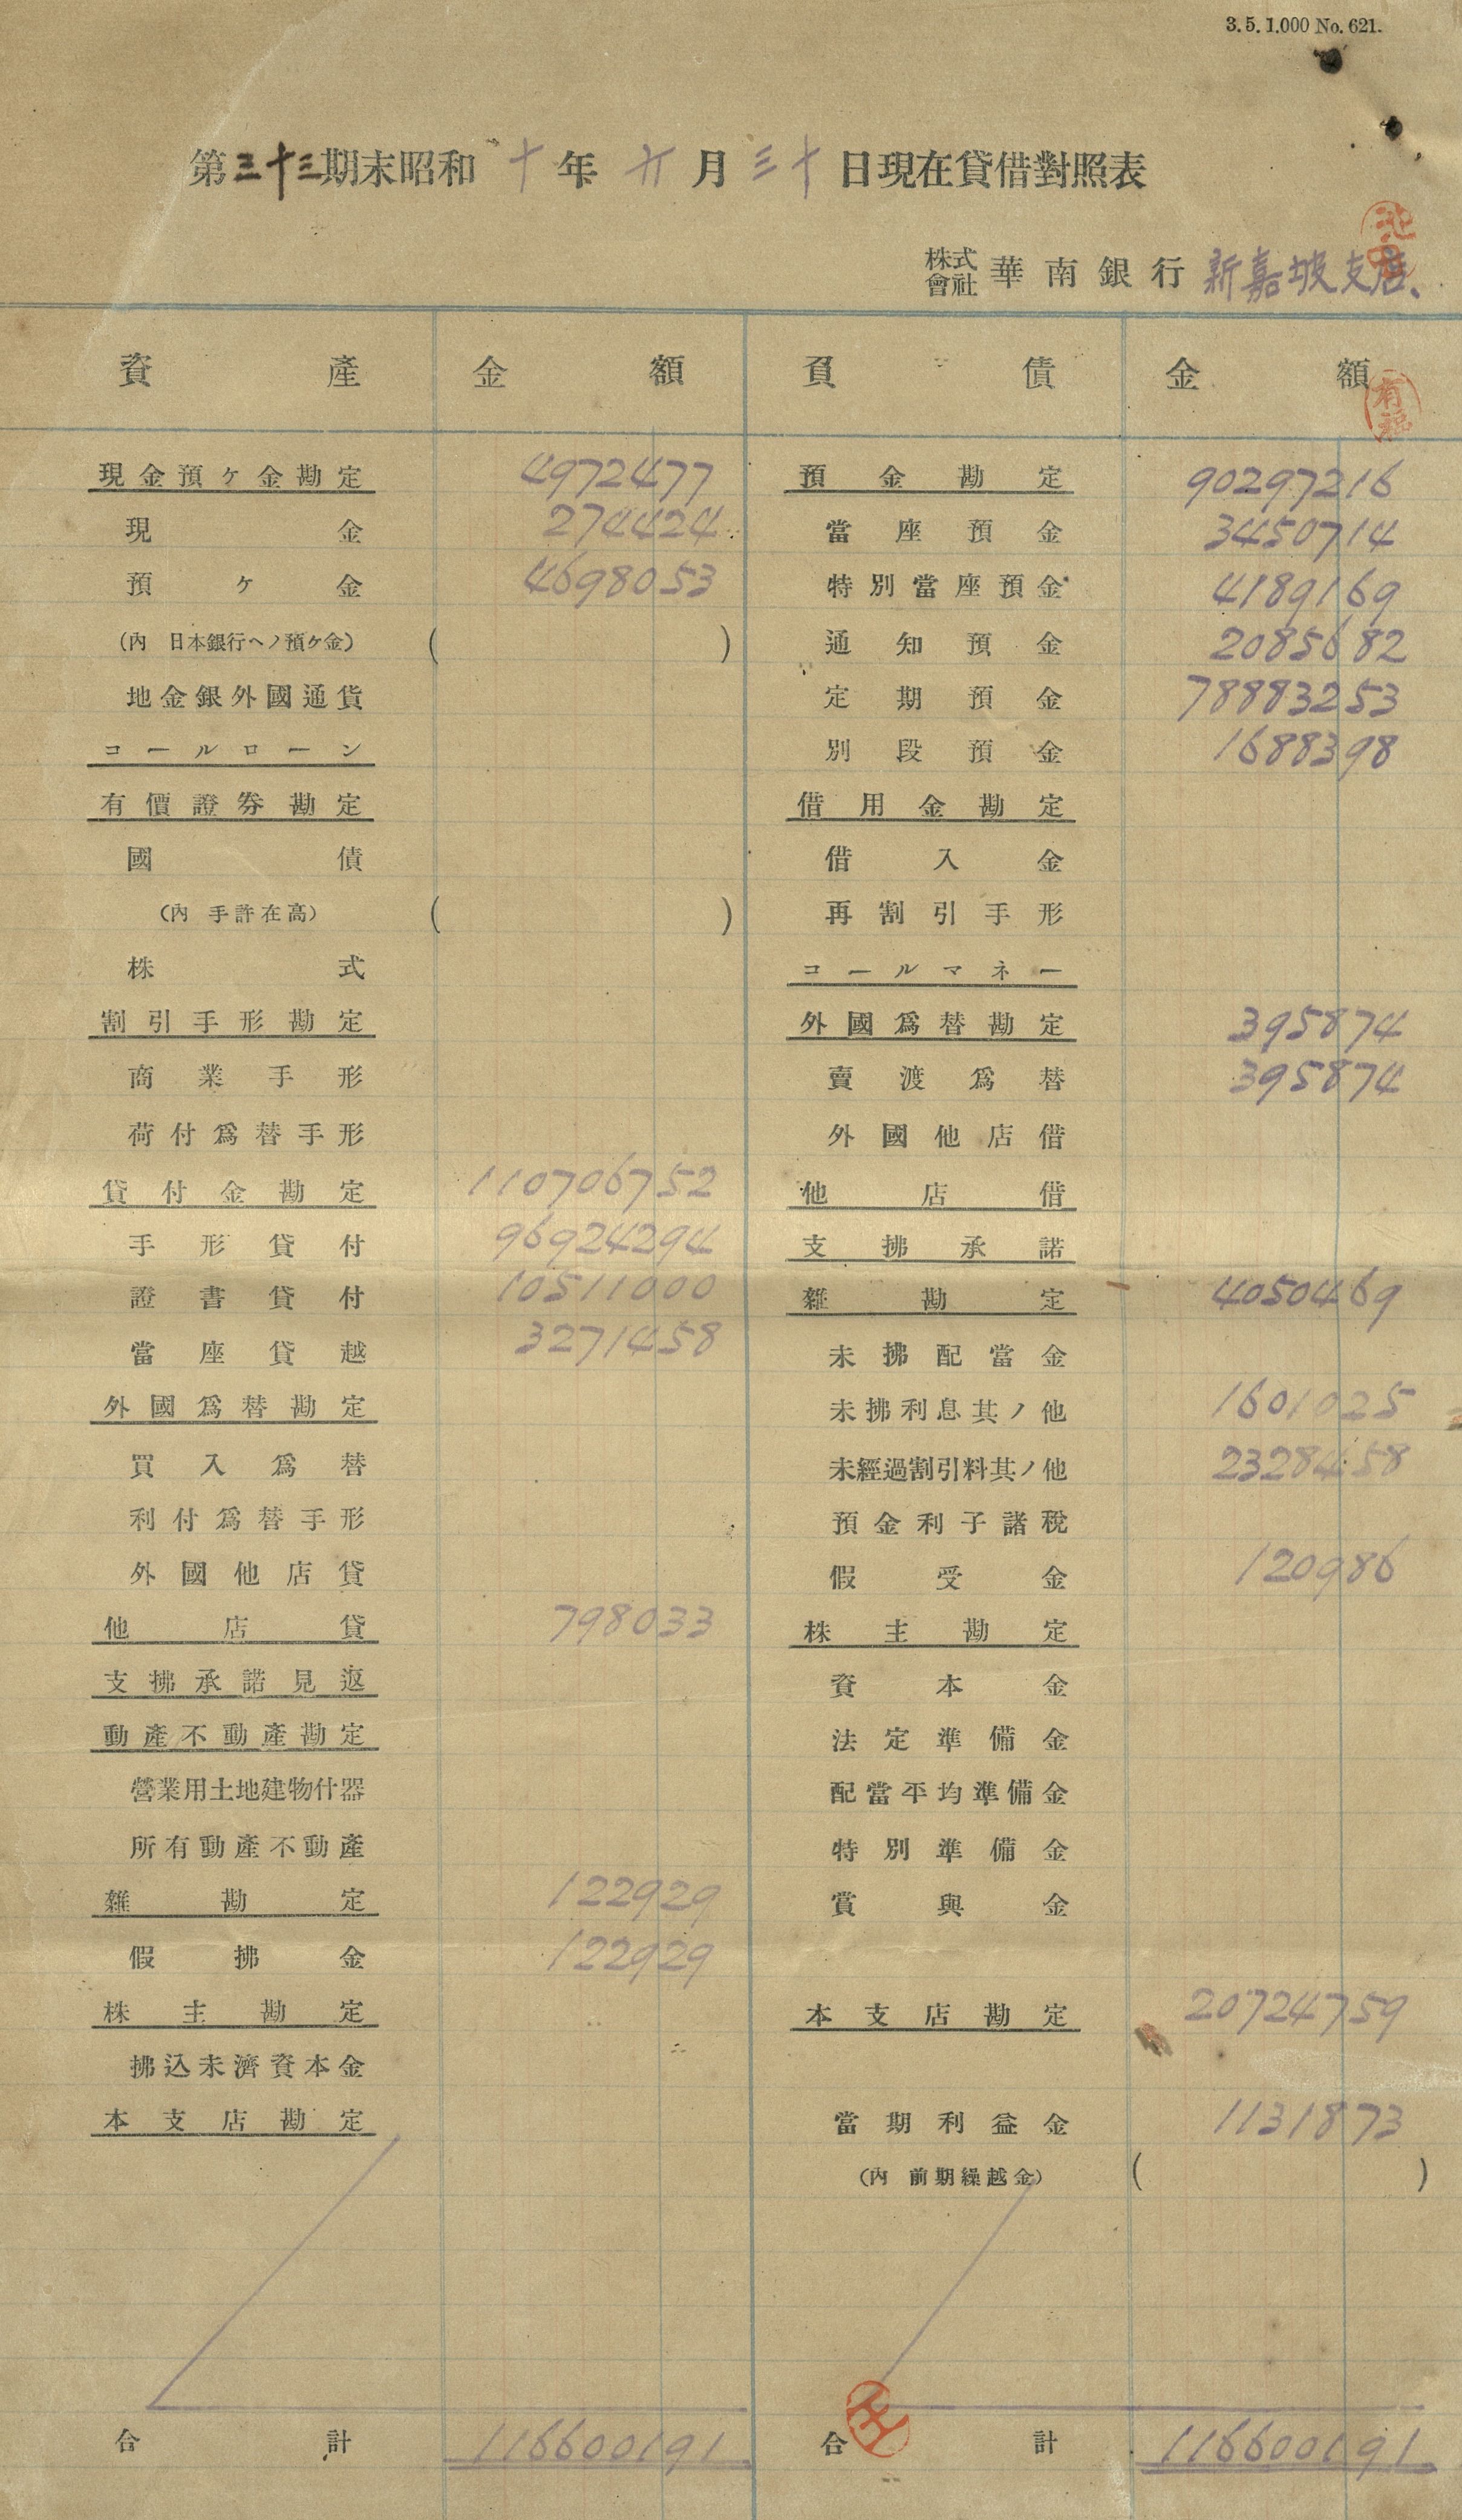 3.5.1.000 No. 621.
第三十三期末昭和十年六月三十日現在貸借對照表
株式會社 華南銀行 新嘉坡支店、
資產 金額
現金預ヶ金勘定 4972477
現金 274424
預ヶ金 4698053
(內 日本銀行ヘノ預ヶ金) ( )
地金銀外國通貨
コールローン
有價證券勘定
國債
(內 手許在高) ( )
株式
割引手形勘定
商業手形
荷付爲替手形
貸付金勘定 110706752
手形貸付 96924294
證書貸付 10511000
當座貸越 3271458
外國爲替勘定
買入爲替
利付爲替手形
外國他店貸
他店貸 798033
支拂承諾見返
動產不動產勘定
營業用土地建物什器
所有動產不動產
雜勘定 122929
假拂金 122929
株主勘定
拂込未濟資本金
本支店勘定
合計 116600191
負債 金額
預金勘定 90297216
當座預金 3450714
特別當座預金 4189169
通知預金 2085682
定期預金 78883253
別段預金 1688398
借用金勘定
借入金
再割引手形
コールマネー
外國爲替勘定 395874
賣渡爲替 395874
外國他店借
他店借
支拂承諾
雜勘定 4050469
未拂配當金
未拂利息其ノ他 1601025
未經過割引料其ノ他 2328458
預金利子諸稅
假受金 120986
株主勘定
資本金
法定準備金
配當平均準備金
特別準備金
賞與金
本支店勘定 20724759
當期利益金 1131873
(內 前期繰越金) ( )
合計 116600191